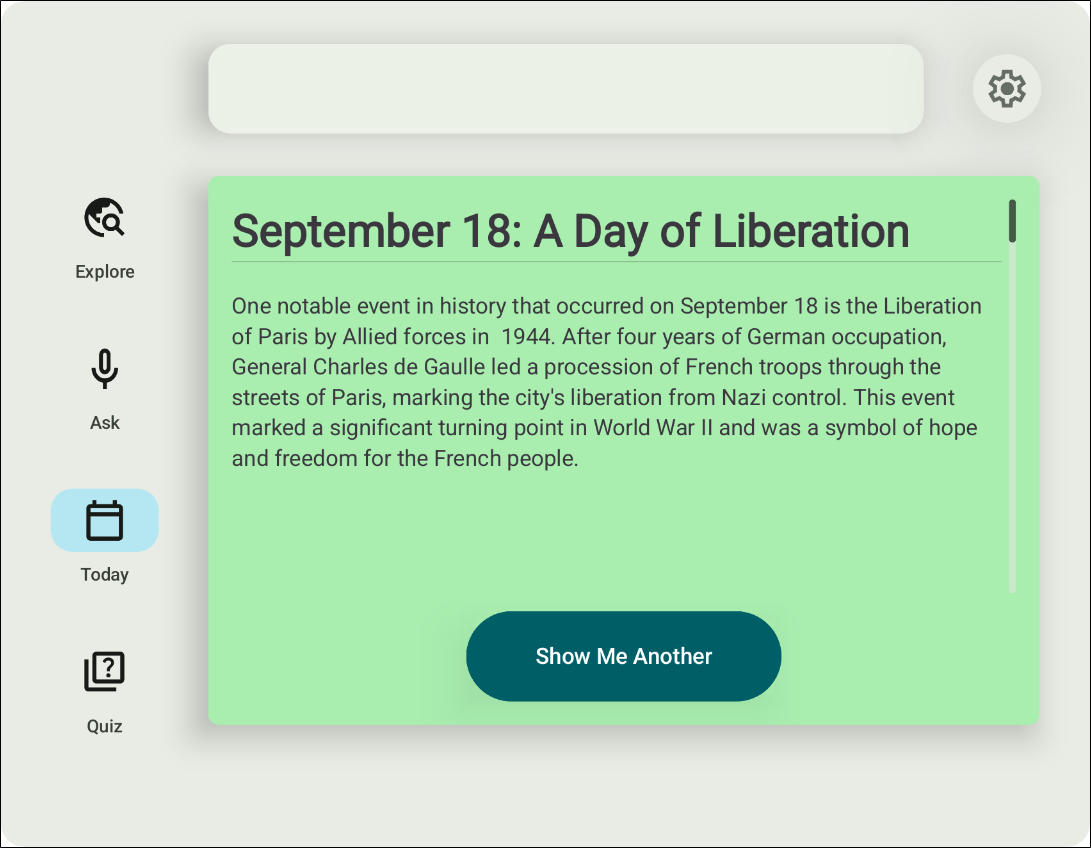 Explore
Ask
Today
Quiz
September 18: A Day of Liberation
One notable event in history that occurred on September 18 is the Liberation
of Paris by Allied forces in  1944. After four years of German occupation,
General Charles de Gaulle led a procession of French troops through the
streets of Paris, marking the city's liberation from Nazi control. This event
marked a significant turning point in World War II and was a symbol of hope
and freedom for the French people.
Show Me Another